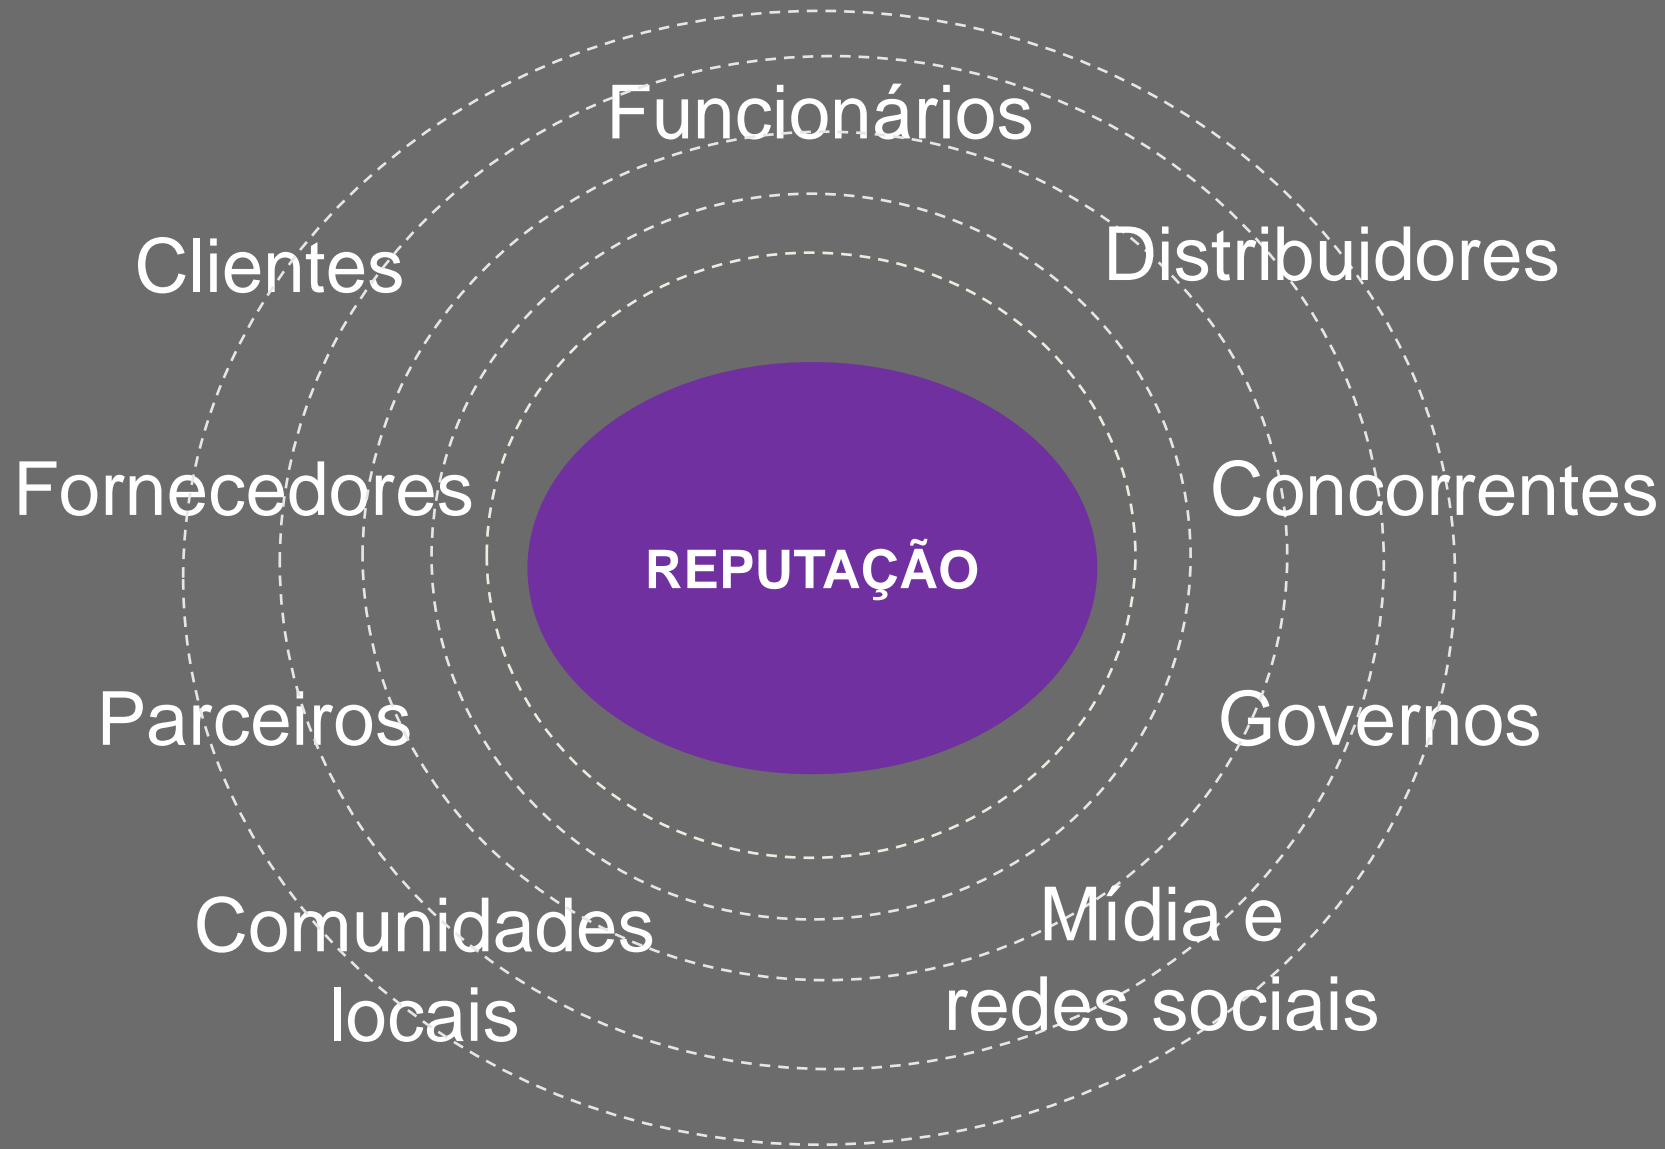 Funcionários
Clientes
Distribuidores
Fornecedores
Concorrentes
REPUTAÇÃO
Parceiros
Governos
Comunidades
locais
Mídia e
redes sociais